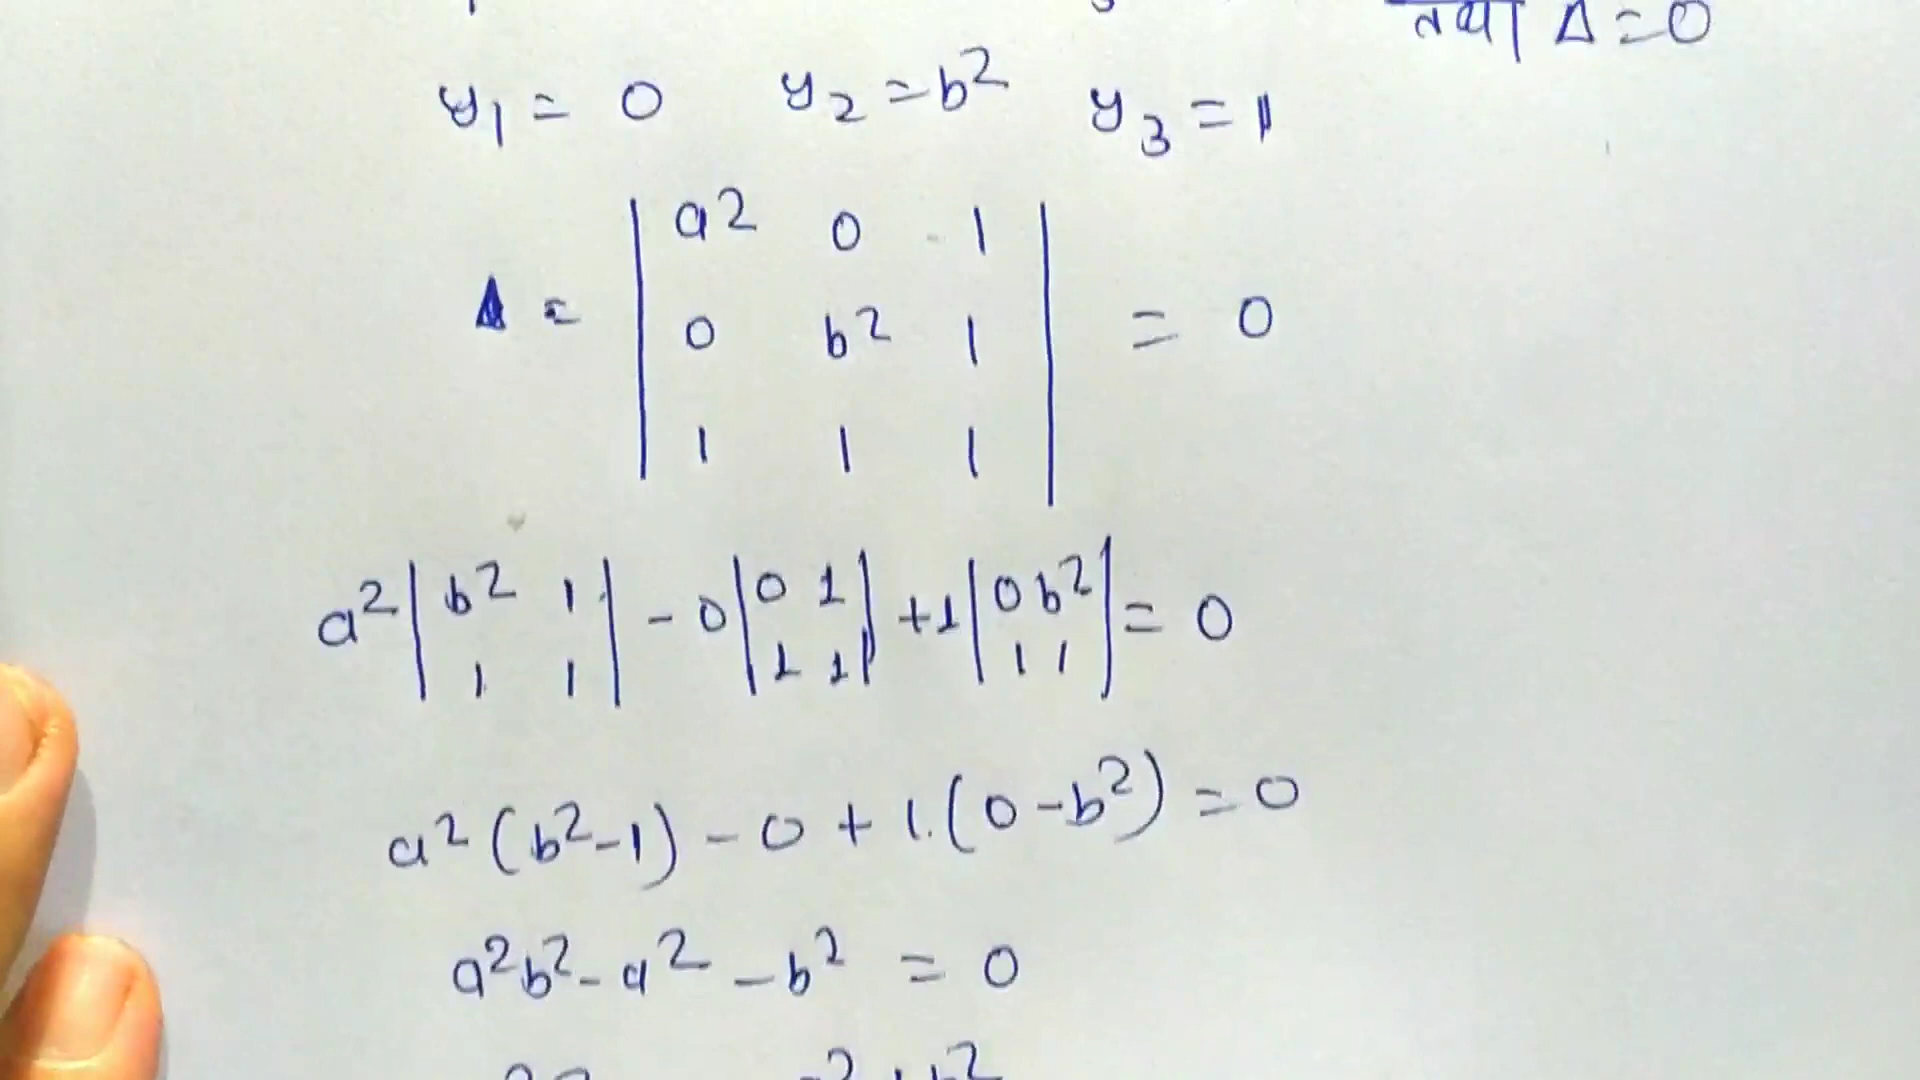 तथा Δ=0
y₁ = 0 y₂ = b² y₃ = 1
Δ = | a² 0 1 |
| 0 b² 1 | = 0
| 1 1 1 |
a² | b² 1 | - 0 | 0 1 | + 1 | 0 b² | = 0
| 1 1 | | 1 1 | | 1 1 |
a² (b²-1) - 0 + 1.(0-b²) = 0
a²b² - a² - b² = 0